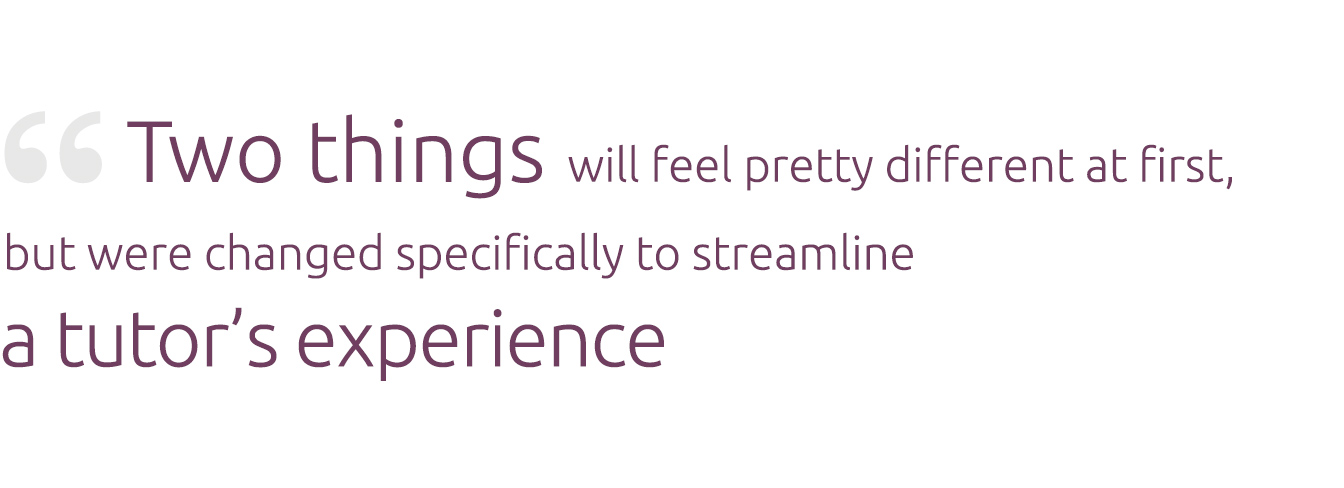 “Two things will feel pretty different at first,
but were changed specifically to streamline
a tutor’s experience